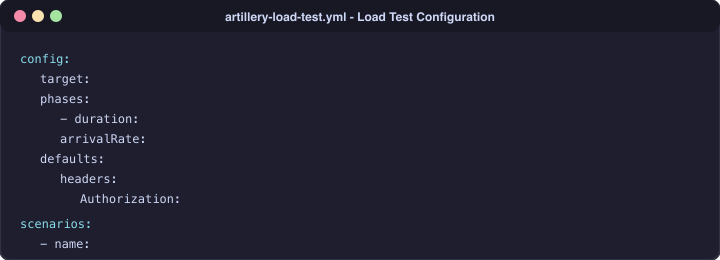 artillery-load-test.yml - Load Test Configuration
config:
target:
phases:
- duration:
arrivalRate:
defaults:
headers:
Authorization:
scenarios:
- name: